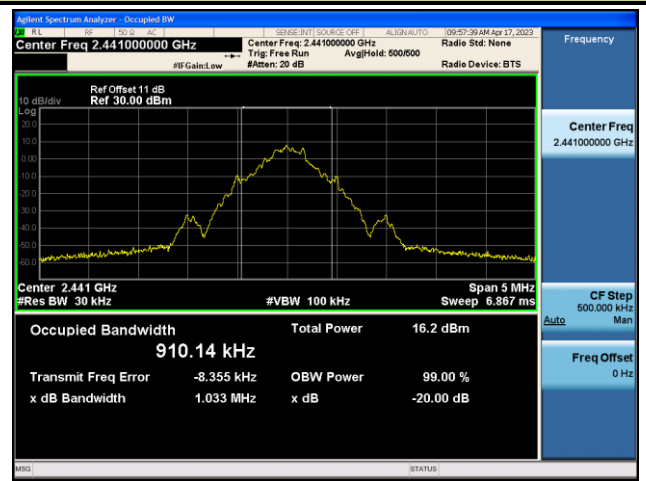 Agilent Spectrum Analyzer - Occupied BW
RL RF 50 Ω AC SENSE:INT SOURCE OFF ALIGNAUTO 09:57:39 AM Apr 17, 2023
Center Freq 2.441000000 GHz
Center Freq: 2.441000000 GHz
Radio Std: None
Trig: Free Run Avg|Hold: 500/500
#IFGain:Low #Atten: 20 dB Radio Device: BTS
Frequency
Ref Offset 11 dB
10 dB/div Ref 30.00 dBm
Log
20.0
10.0
0.00
-10.0
-20.0
-30.0
-40.0
-50.0
-60.0
Center Freq
2.441000000 GHz
Center 2.441 GHz Span 5 MHz
#Res BW 30 kHz #VBW 100 kHz Sweep 6.867 ms
CF Step
500.000 kHz
Auto Man
Occupied Bandwidth Total Power 16.2 dBm
910.14 kHz
Transmit Freq Error -8.355 kHz OBW Power 99.00 %
x dB Bandwidth 1.033 MHz x dB -20.00 dB
Freq Offset
0 Hz
MSG STATUS